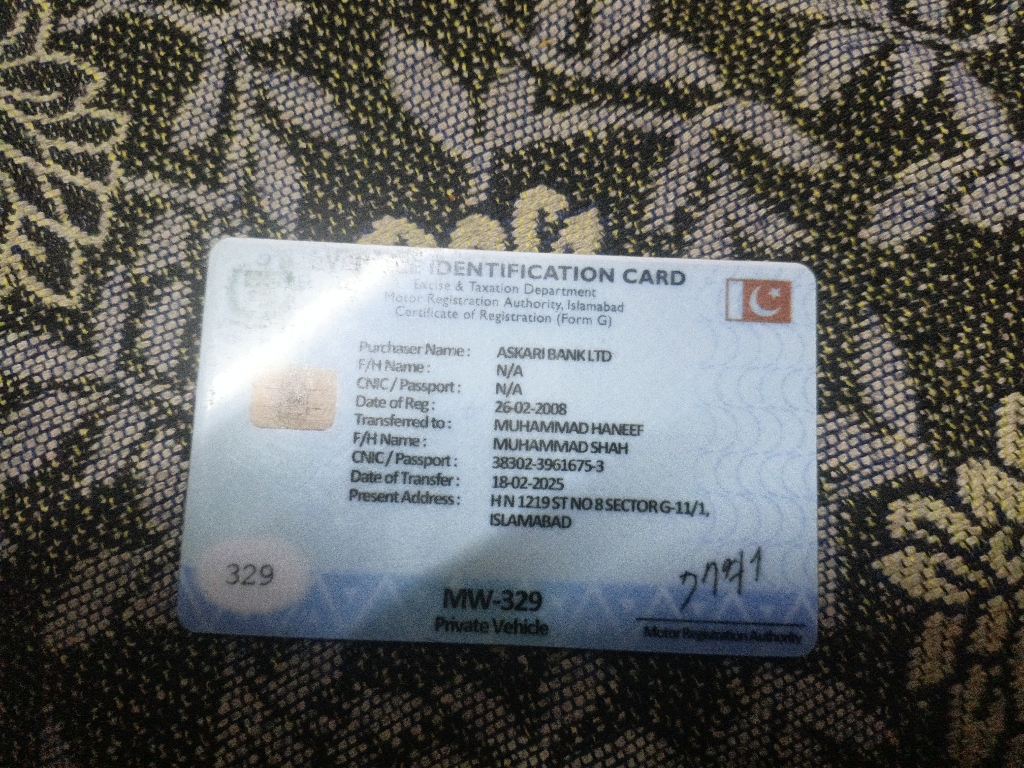 IDENTIFICATION CARD
Excise & Taxation Department
Motor Registration Authority, Islamabad
Certificate of Registration (Form G)
Purchaser Name : ASKARI BANK LTD
F/H Name : N/A
CNIC / Passport : N/A
Date of Reg : 26-02-2008
Transferred to : MUHAMMAD HANEEF
F/H Name : MUHAMMAD SHAH
CNIC / Passport : 38302-3961675-3
Date of Transfer : 18-02-2025
Present Address : H N 1219 ST NO 8 SECTOR G-11/1,
ISLAMABAD
329
MW-329
Private Vehicle
Motor Registration Authority